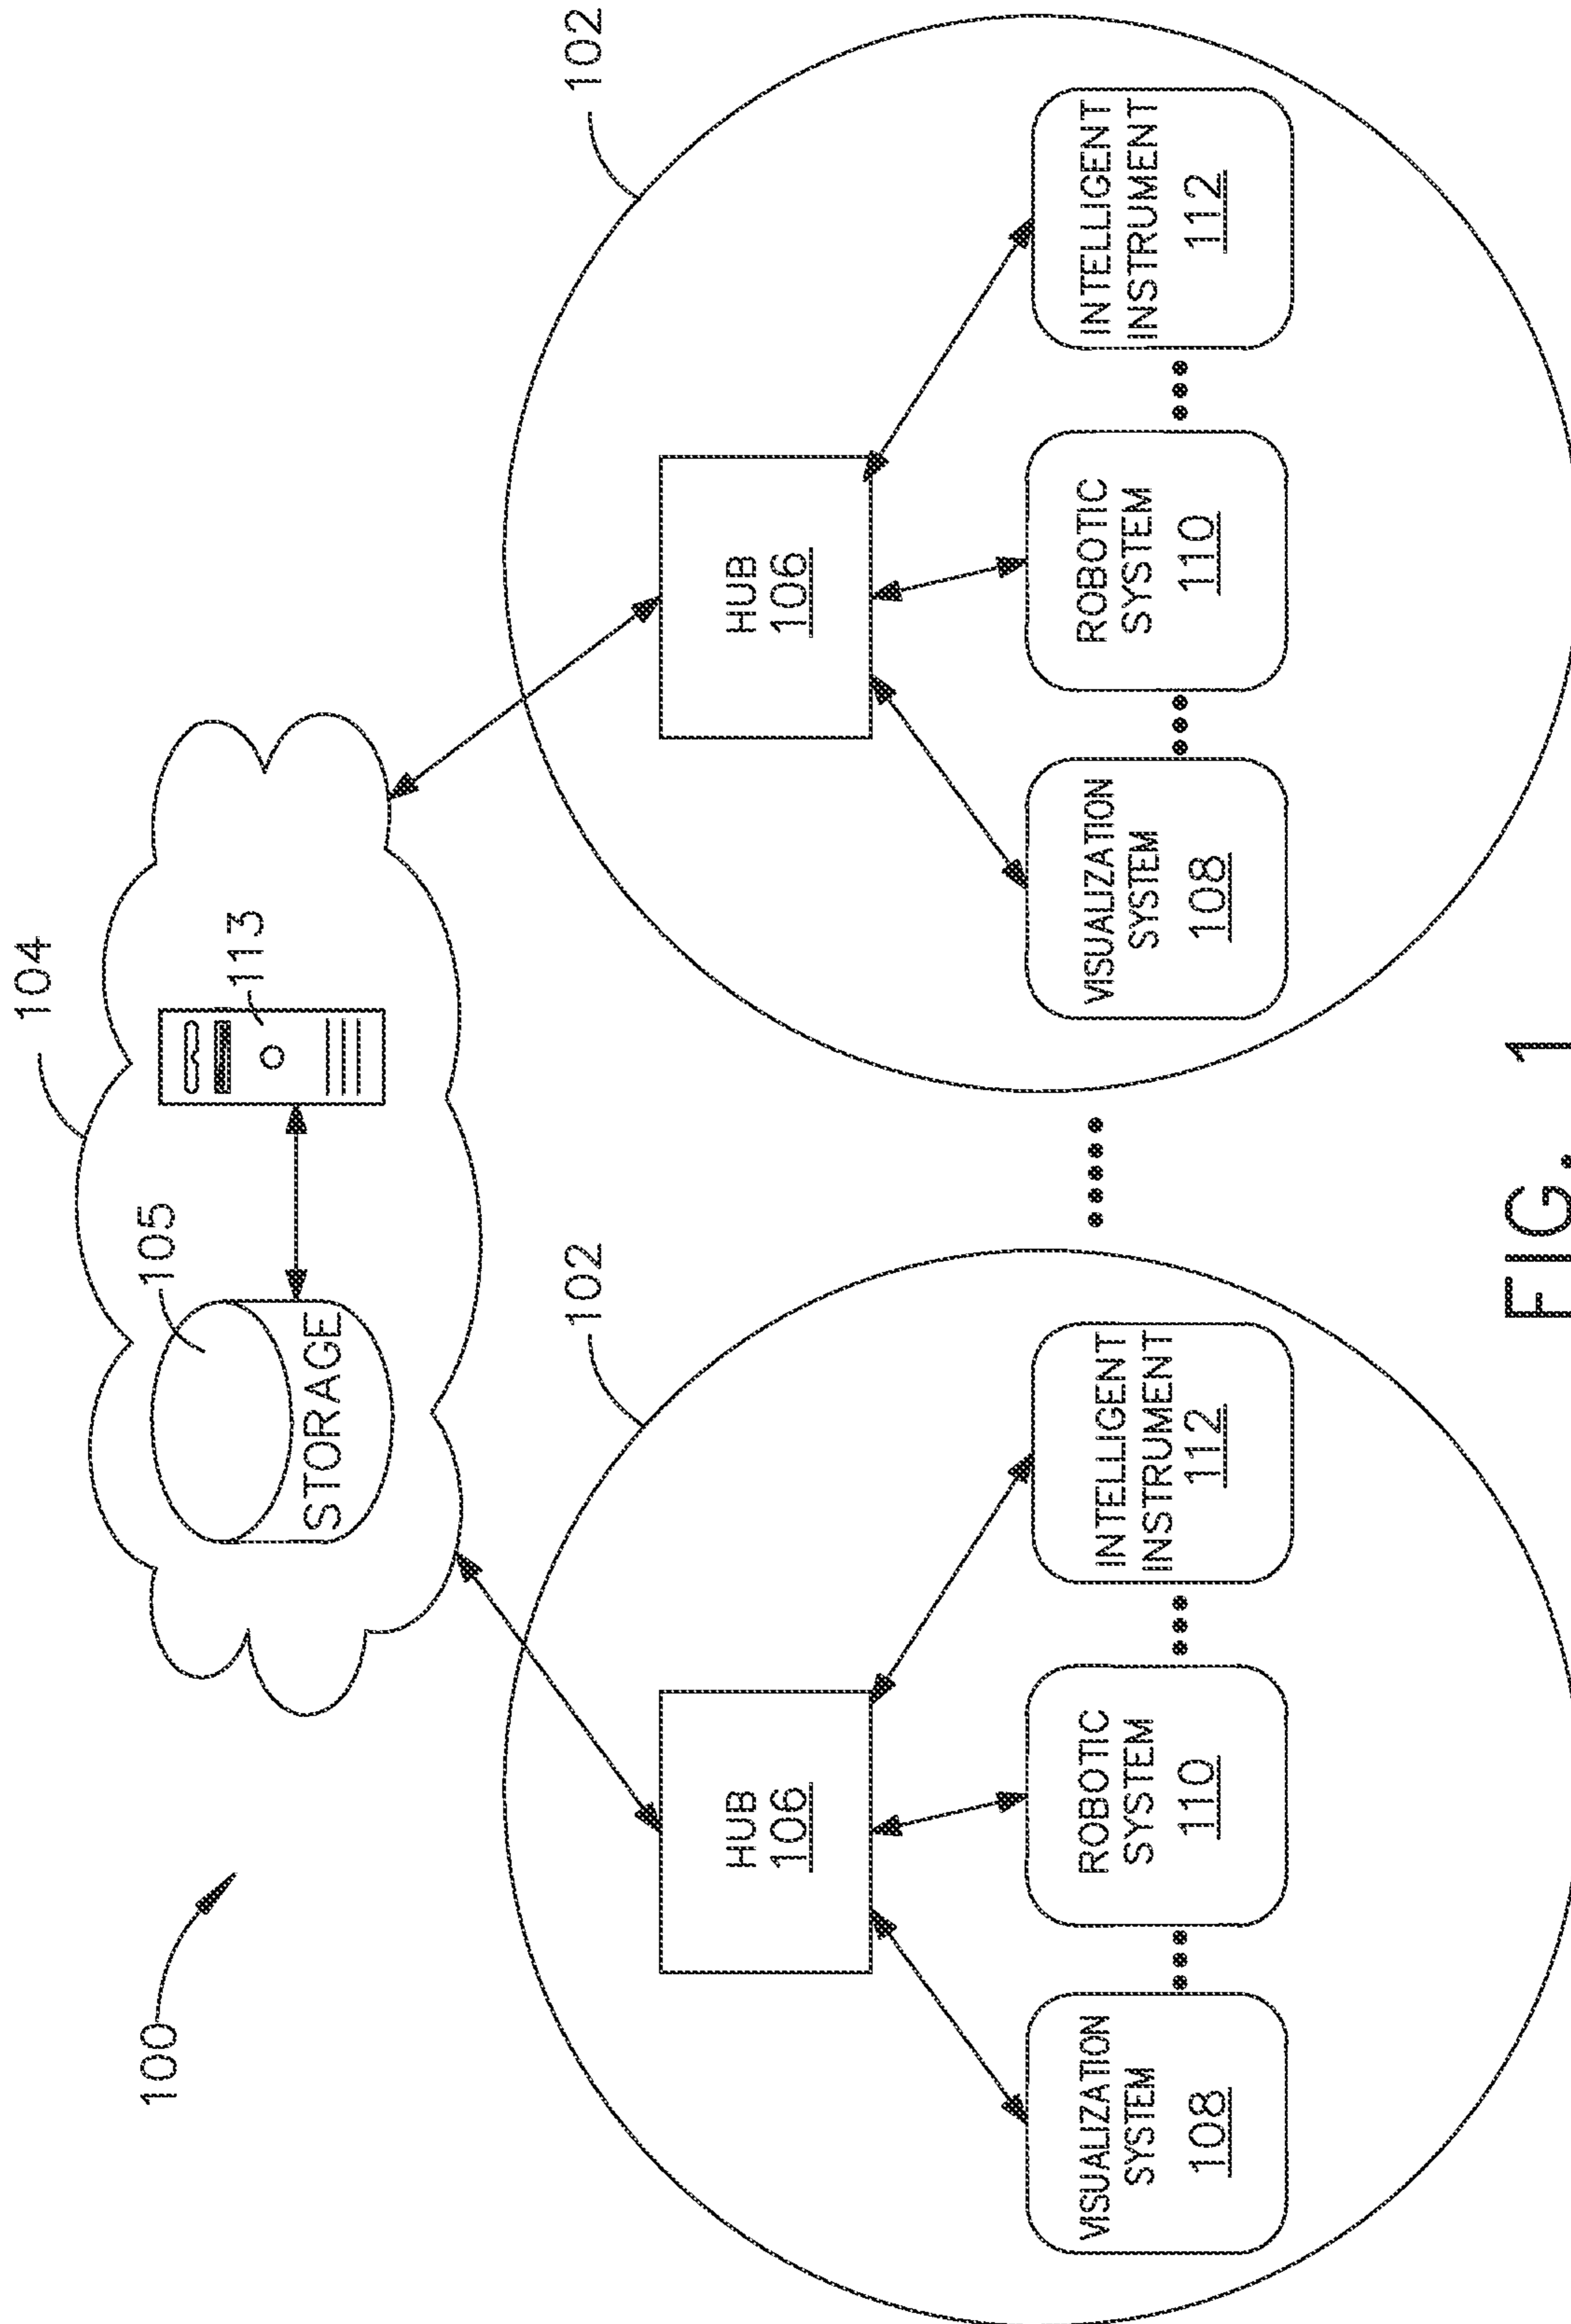 100
104
105
STORAGE
113
102
HUB
106
VISUALIZATION
SYSTEM
108
ROBOTIC
SYSTEM
110
INTELLIGENT
INSTRUMENT
112
102
HUB
106
VISUALIZATION
SYSTEM
108
ROBOTIC
SYSTEM
110
INTELLIGENT
INSTRUMENT
112
FIG. 1